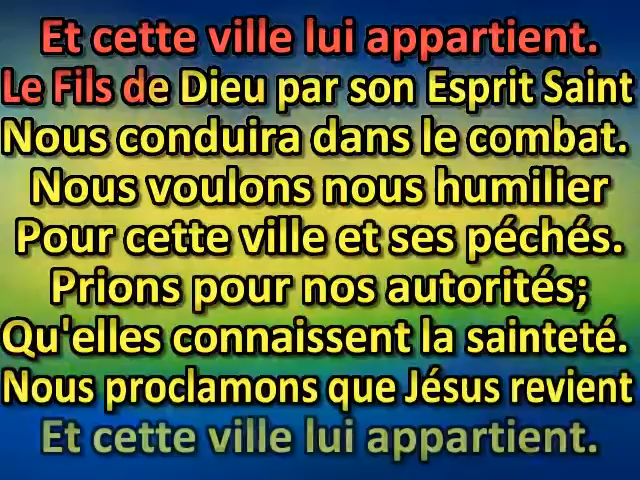 Et cette ville lui appartient.
Le Fils de Dieu par son Esprit Saint
Nous conduira dans le combat.
Nous voulons nous humilier
Pour cette ville et ses péchés.
Prions pour nos autorités;
Qu'elles connaissent la sainteté.
Nous proclamons que Jésus revient
Et cette ville lui appartient.